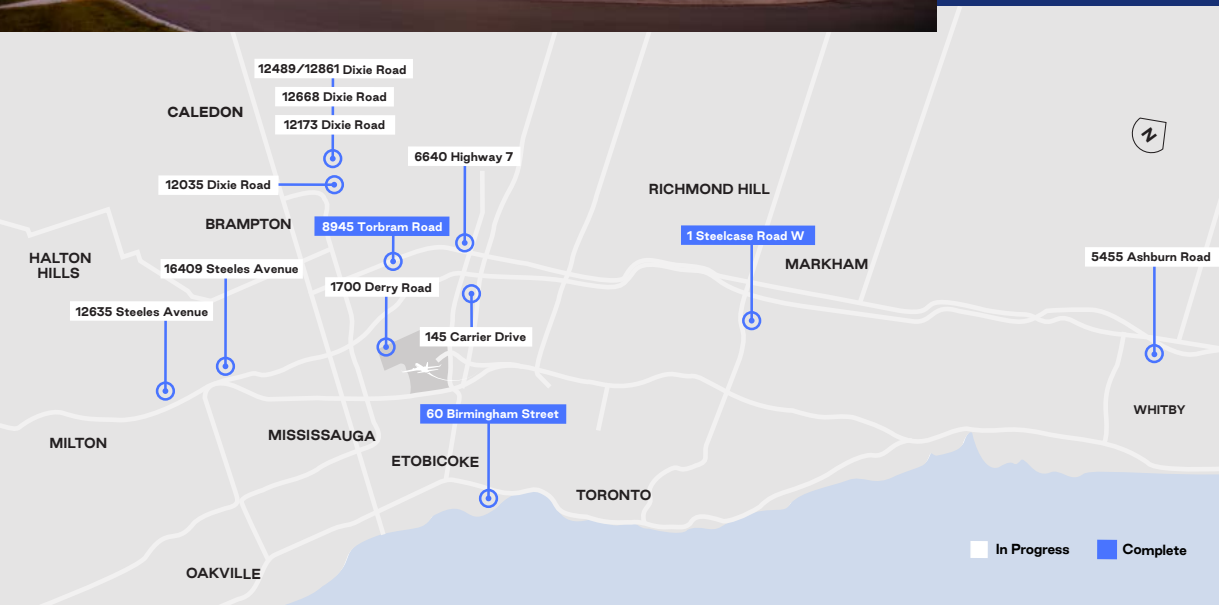 12489/12861 Dixie Road
12668 Dixie Road
CALEDON
12173 Dixie Road
N
6640 Highway 7
12035 Dixie Road
RICHMOND HILL
BRAMPTON
8945 Torbram Road
1 Steelcase Road W
HALTON
HILLS
16409 Steeles Avenue
MARKHAM
5455 Ashburn Road
1700 Derry Road
12635 Steeles Avenue
145 Carrier Drive
60 Birmingham Street
WHITBY
MILTON
MISSISSAUGA
ETOBICOKE
TORONTO
In Progress
Complete
OAKVILLE